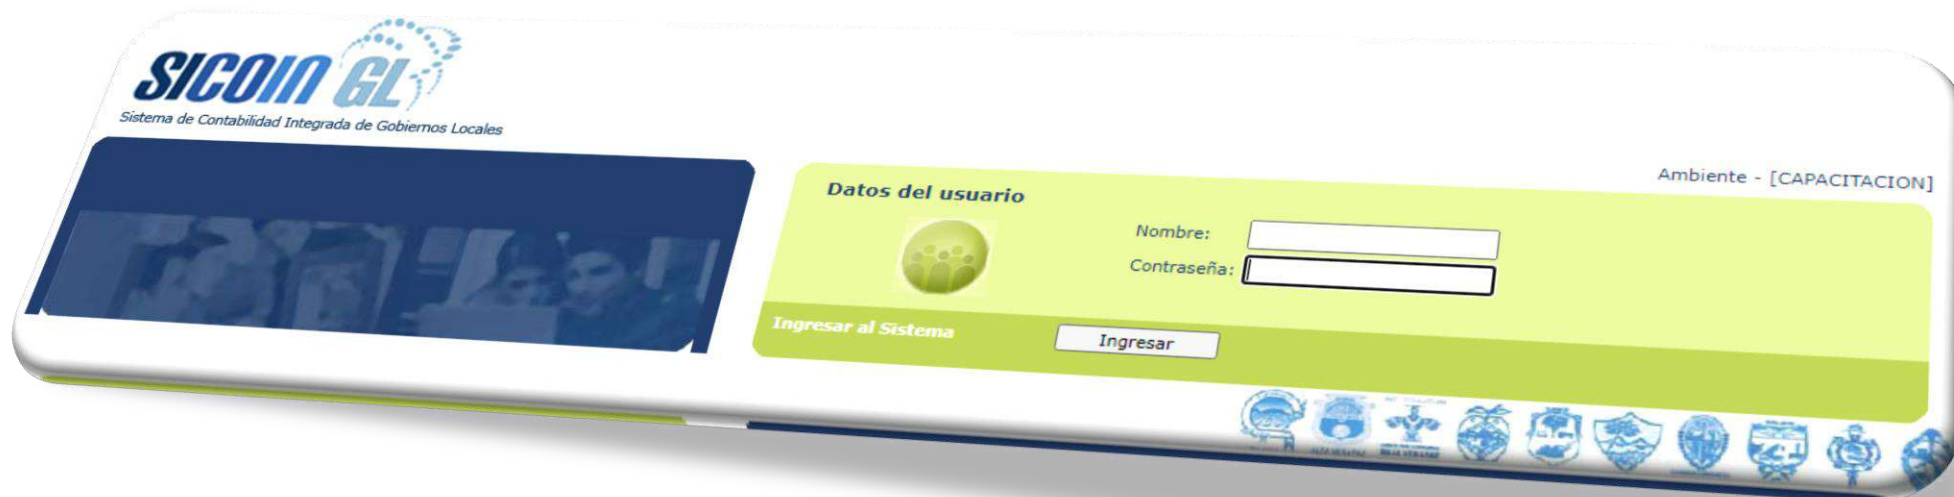 SICOIN GL
Sistema de Contabilidad Integrada de Gobiernos Locales
Ambiente - [CAPACITACION]
Datos del usuario
Nombre:
Contraseña:
Ingresar al Sistema
Ingresar